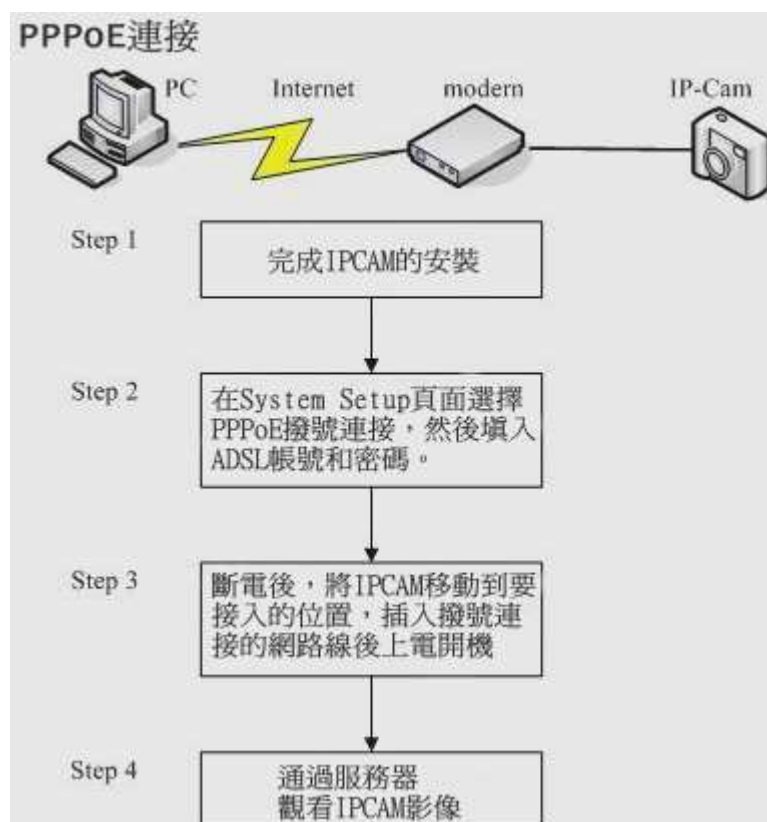 PPPoE連接
PC Internet modern IP-Cam
Step 1
完成IPCAM的安裝
Step 2
在System Setup頁面選擇
PPPoE撥號連接，然後填入
ADSL帳號和密碼。
Step 3
斷電後，將IPCAM移動到要
接入的位置，插入撥號連
接的網路線後上電開機
Step 4
通過服務器
觀看IPCAM影像